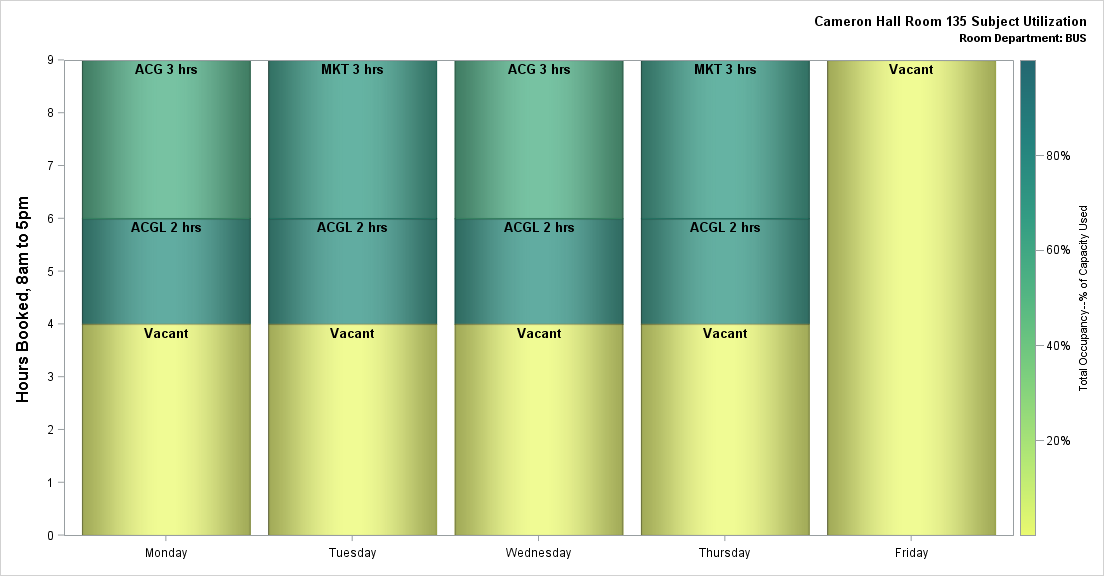 Cameron Hall Room 135 Subject Utilization
Room Department: BUS
Hours Booked, 8am to 5pm
9
8
7
6
5
4
3
2
1
0
ACG 3 hrs
MKT 3 hrs
ACG 3 hrs
MKT 3 hrs
Vacant
ACGL 2 hrs
ACGL 2 hrs
ACGL 2 hrs
ACGL 2 hrs
Vacant
Vacant
Vacant
Vacant
Monday
Tuesday
Wednesday
Thursday
Friday
80%
60%
40%
20%
Total Occupancy--% of Capacity Used